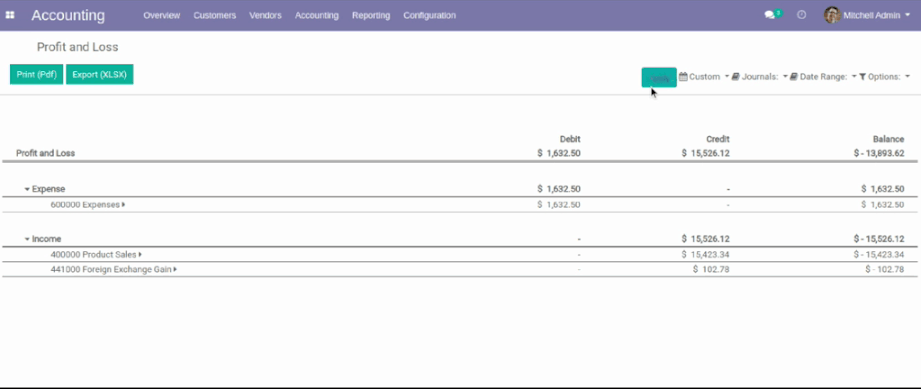 Accounting Overview Customers Vendors Accounting Reporting Configuration Mitchell Admin
Profit and Loss
Print (Pdf) Export (XLSX) Custom Journals: Date Range: Options:
Debit Credit Balance
Profit and Loss $ 1,632.50 $ 15,526.12 $ - 13,893.62
Expense $ 1,632.50 - $ 1,632.50
600000 Expenses $ 1,632.50 - $ 1,632.50
Income - $ 15,526.12 $ - 15,526.12
400000 Product Sales - $ 15,423.34 $ - 15,423.34
441000 Foreign Exchange Gain - $ 102.78 $ - 102.78